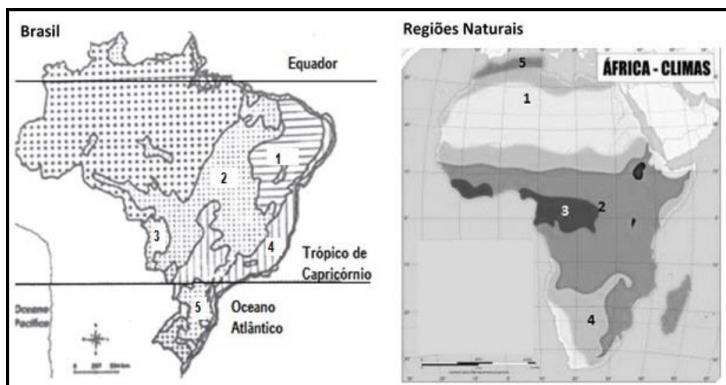 Brasil
Equador
1
2
3
4
Trópico de
Capricórnio
5
Oceano
Atlântico
Oceano
Pacífico
Regiões Naturais
ÁFRICA - CLIMAS
5
1
3
2
4